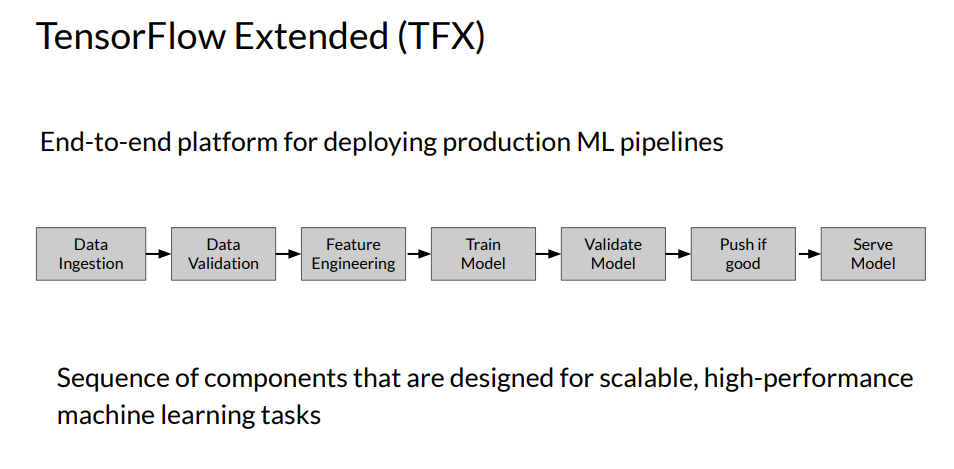 TensorFlow Extended (TFX)
End-to-end platform for deploying production ML pipelines
Data
Ingestion
Data
Validation
Feature
Engineering
Train
Model
Validate
Model
Push if
good
Serve
Model
Sequence of components that are designed for scalable, high-performance
machine learning tasks